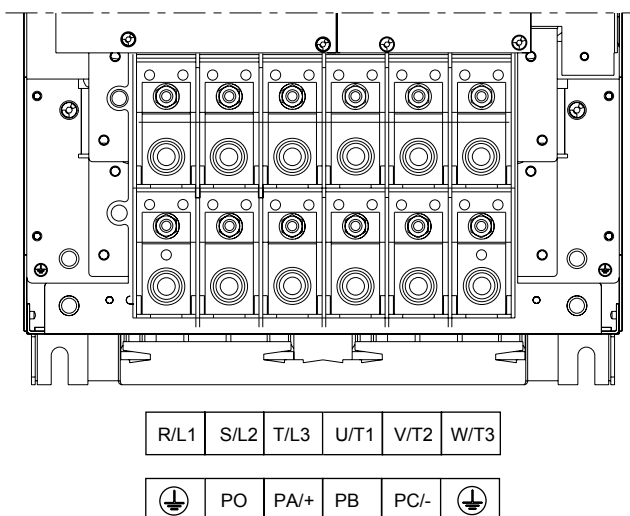 R/L1 S/L2 T/L3 U/T1 V/T2 W/T3
PO PA/+ PB PC/-